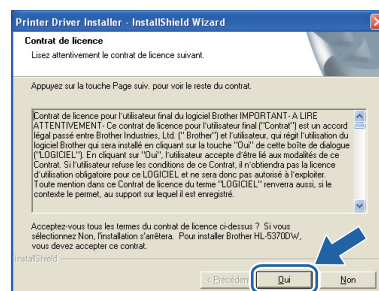 Printer Driver Installer - InstallShield Wizard
Contrat de licence
Lisez attentivement le contrat de licence suivant.
Appuyez sur la touche Page suiv. pour voir le reste du contrat.
Contrat de licence pour l'utilisateur final du logiciel Brother IMPORTANT- A LIRE
ATTENTIVEMENT- Ce contrat de licence pour l'utilisateur final ("Contrat") est un accord
légal passé entre Brother Industries, Ltd. (" Brother") et l'utilisateur, qui régit l'utilisation du
logiciel Brother qui sera installé en cliquant sur la touche "Oui" de cette boîte de dialogue
("LOGICIEL"). En cliquant sur "Oui", l'utilisateur accepte d'être lié aux modalités de ce
Contrat. Si l'utilisateur refuse les conditions de ce Contrat, il n'obtiendra pas la licence
d'utilisation obligatoire pour ce LOGICIEL et ne sera donc pas autorisé à l'exploiter.
Toute mention dans ce Contrat de licence du terme "LOGICIEL" renverra aussi, si le
contexte le permet, au support sur lequel il est enregistré.
Acceptez-vous tous les termes du contrat de licence ci-dessus ? Si vous
sélectionnez Non, l'installation s'arrêtera. Pour installer Brother HL-5370DW,
vous devez accepter ce contrat.
InstallShield
< Précédent
Oui
Non